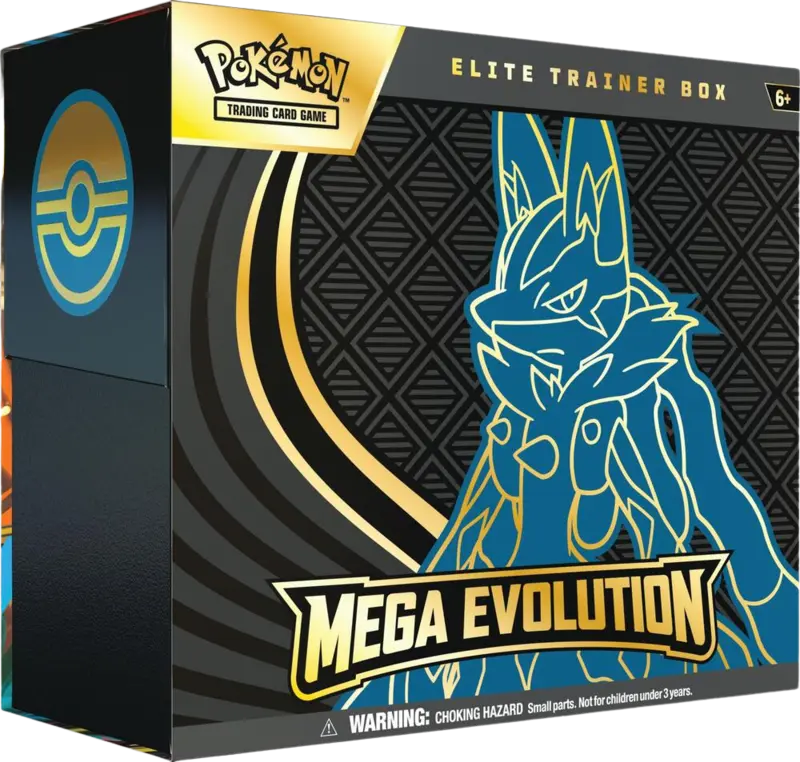 POKéMON
™
TRADING CARD GAME
ELITE TRAINER BOX
6+
MEGA EVOLUTION
WARNING: CHOKING HAZARD Small parts. Not for children under 3 years.